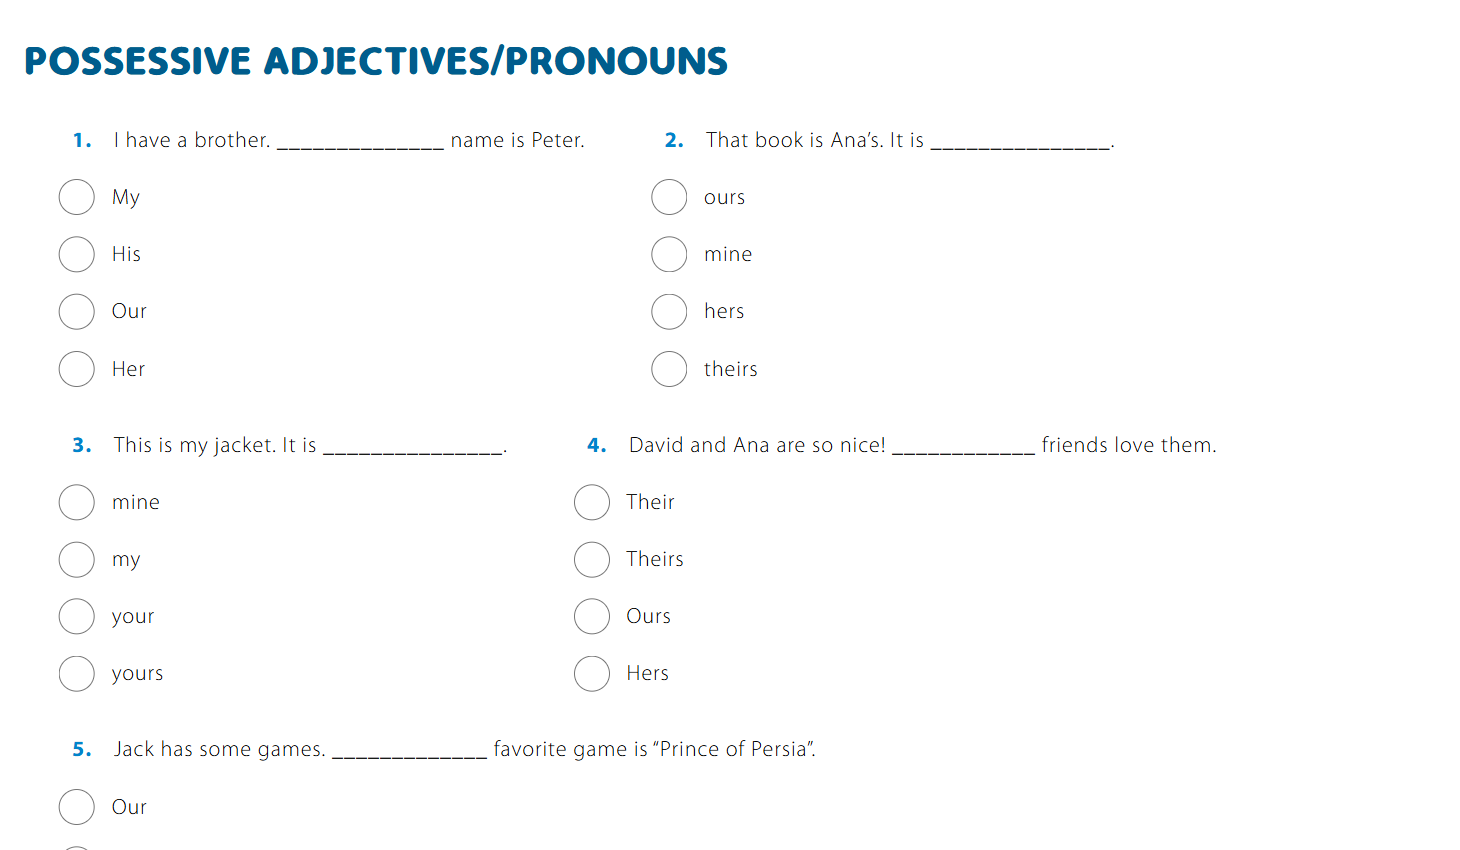 POSSESSIVE ADJECTIVES/PRONOUNS
1. I have a brother. ______________ name is Peter.
My
His
Our
Her
2. That book is Ana’s. It is _______________.
ours
mine
hers
theirs
3. This is my jacket. It is _______________.
mine
my
your
yours
4. David and Ana are so nice! ____________ friends love them.
Their
Theirs
Ours
Hers
5. Jack has some games. _____________ favorite game is “Prince of Persia”.
Our